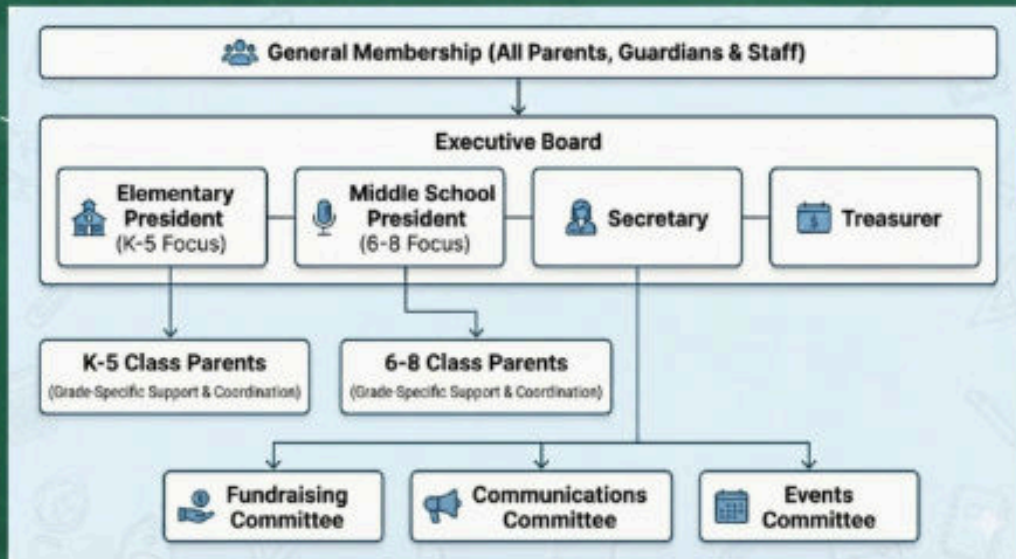 General Membership (All Parents, Guardians & Staff)
Executive Board
Elementary
President
(K-5 Focus)
Middle School
President
(6-8 Focus)
Secretary
$
Treasurer
K-5 Class Parents
(Grade-Specific Support & Coordination)
6-8 Class Parents
(Grade-Specific Support & Coordination)
$
Fundraising
Committee
Communications
Committee
Events
Committee